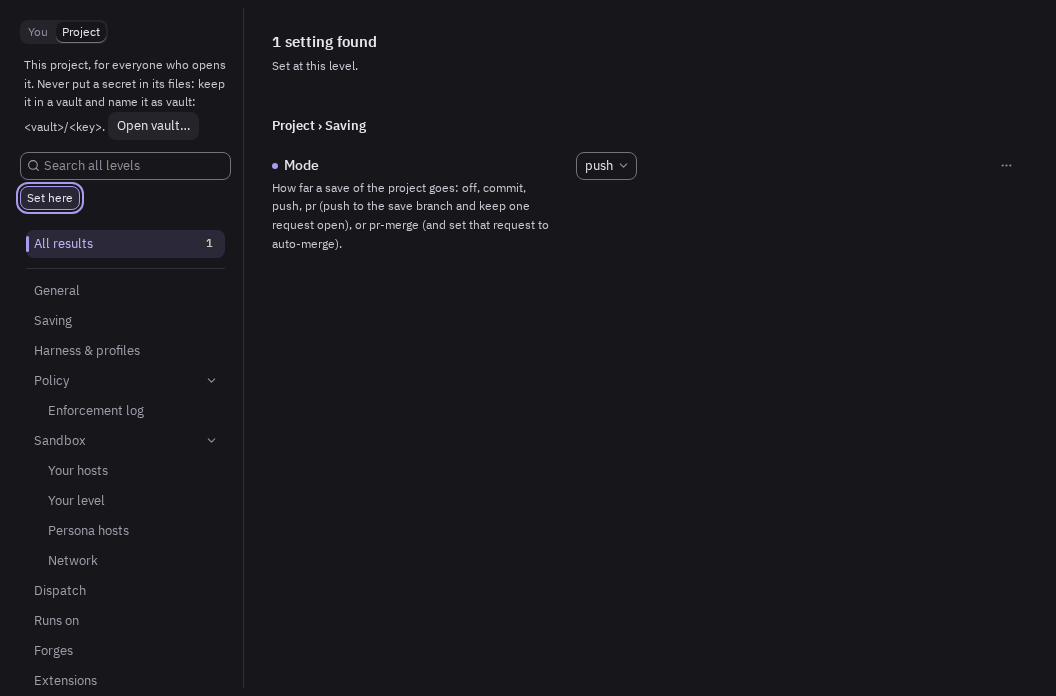 You Project
This project, for everyone who opens
it. Never put a secret in its files: keep
it in a vault and name it as vault:
<vault>/<key>. Open vault...
Search all levels
Set here
All results 1
General
Saving
Harness & profiles
Policy
Enforcement log
Sandbox
Your hosts
Your level
Persona hosts
Network
Dispatch
Runs on
Forges
Extensions
1 setting found
Set at this level.
Project › Saving
Mode
push
How far a save of the project goes: off, commit,
push, pr (push to the save branch and keep one
request open), or pr-merge (and set that request to
auto-merge).